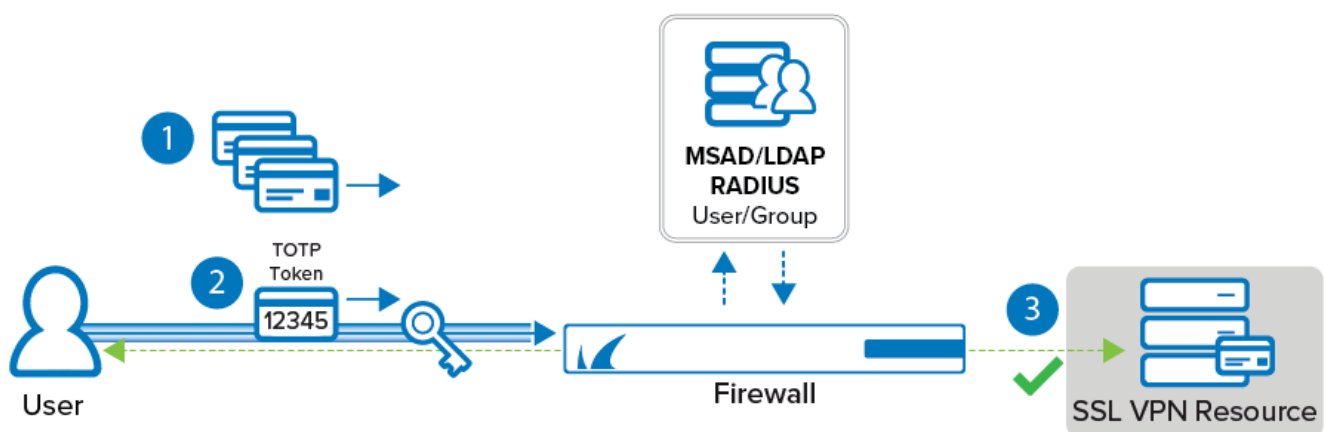 1
MSAD/LDAP
RADIUS
User/Group
TOTP
Token
2
12345
3
User
Firewall
SSL VPN Resource